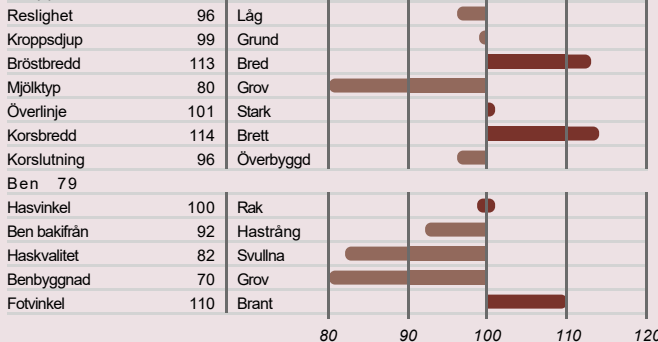 Reslighet 96 Låg
Kroppsdjup 99 Grund
Bröstbredd 113 Bred
Mjölktyp 80 Grov
Överlinje 101 Stark
Korsbredd 114 Brett
Korslutning 96 Överbyggd
Ben 79
Hasvinkel 100 Rak
Ben bakifrån 92 Hastrång
Haskvalitet 82 Svullna
Benbyggnad 70 Grov
Fotvinkel 110 Brant
80 90 100 110 120